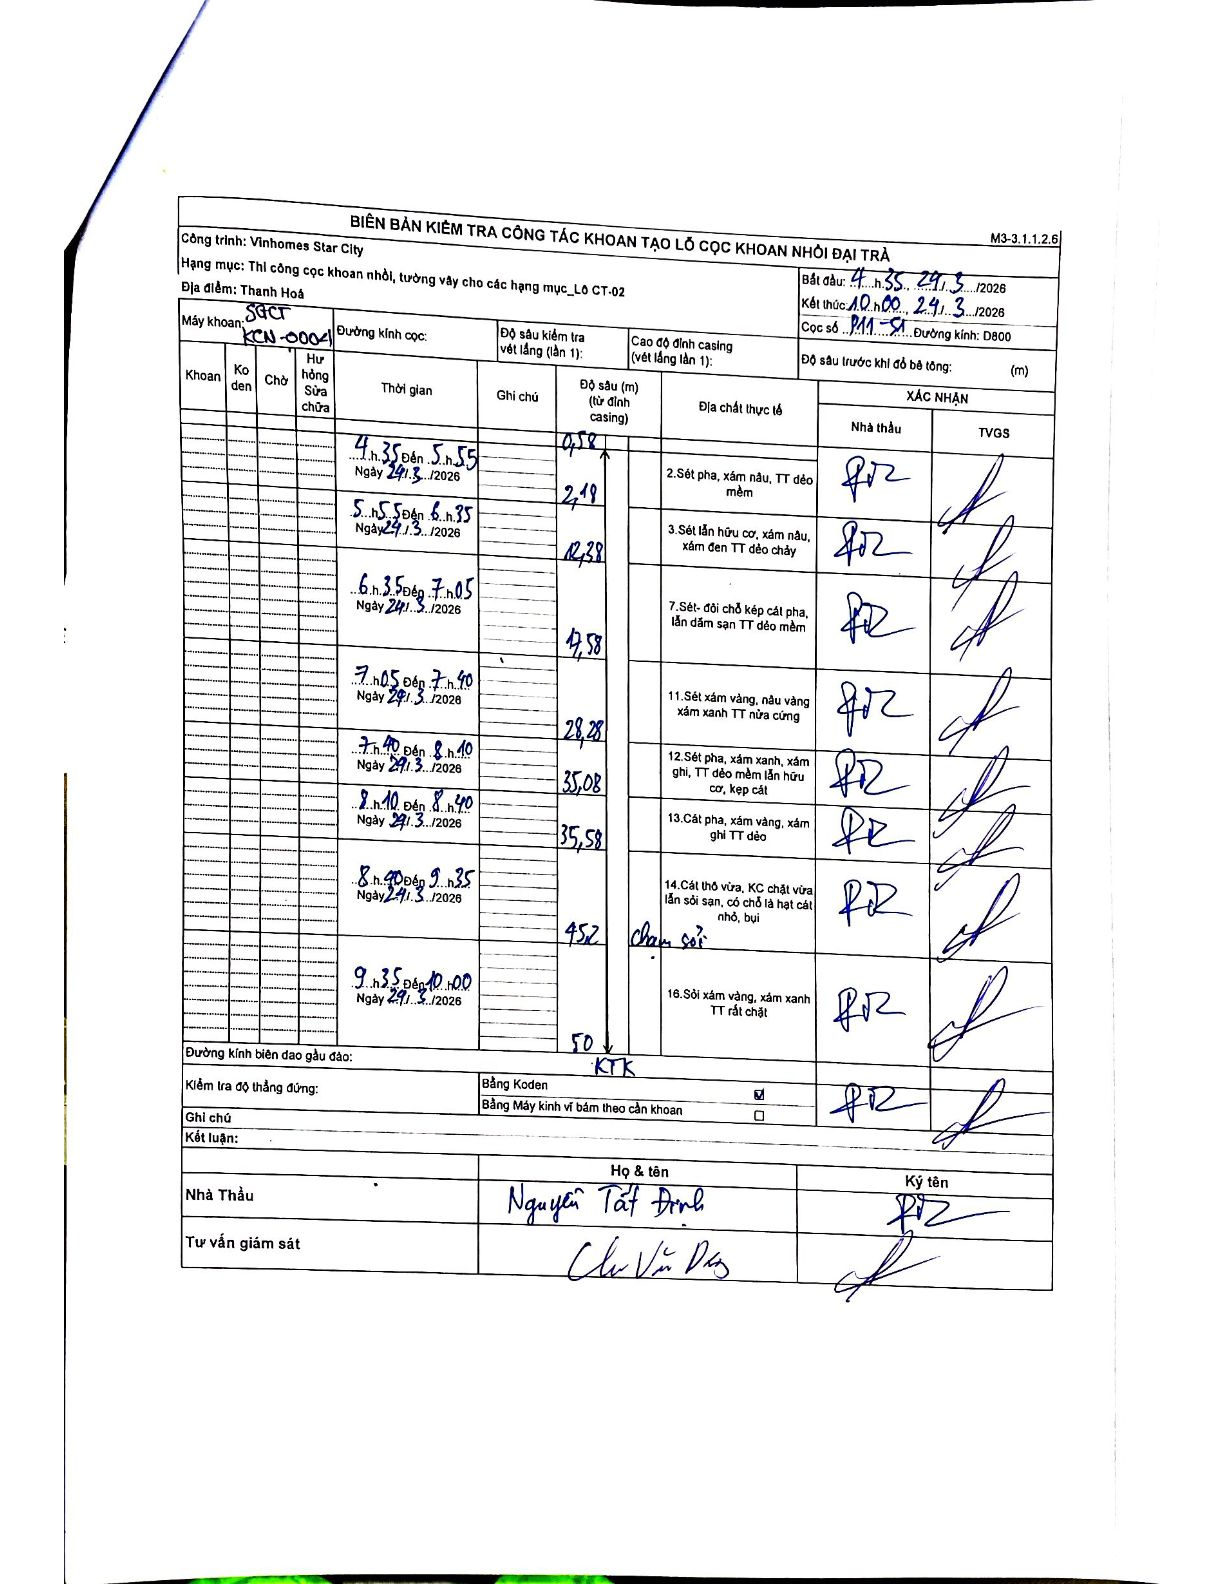 BIÊN BẢN KIỂM TRA CÔNG TÁC KHOAN TẠO LỖ CỌC KHOAN NHỒI ĐẠI TRÀ
M3-3.1.1.2.6
Công trình: Vinhomes Star City
Hạng mục: Thi công cọc khoan nhồi, tường vây cho các hạng mục_Lô CT-02
Địa điểm: Thanh Hoá
Bắt đầu: 4 h 35, 24/ 3 /2026
Kết thúc: 10 h 00, 24/ 3 /2026
Cọc số P11-51 Đường kính: D800
Máy khoan: SGCT
KCN-0004
Đường kính cọc:
Độ sâu kiểm tra vét lắng (lần 1):
Cao độ đỉnh casing (vét lắng lần 1):
Độ sâu trước khi đổ bê tông: (m)
Khoan
Ko den
Chờ
Hư hỏng Sửa chữa
Thời gian
Ghi chú
Độ sâu (m) (từ đỉnh casing)
Địa chất thực tế
XÁC NHẬN
Nhà thầu
TVGS
0,58
4 h 35 Đến 5 h 55
Ngày 24/ 3 /2026
2.Sét pha, xám nâu, TT dẻo mềm
2,18
5 h 55 Đến 6 h 35
Ngày 24/ 3 /2026
3.Sét lẫn hữu cơ, xám nâu, xám đen TT dẻo chảy
12,38
6 h 35 Đến 7 h 05
Ngày 24/ 3 /2026
7.Sét- đôi chỗ kép cát pha, lẫn dăm sạn TT dẻo mềm
17,58
7 h 05 Đến 7 h 40
Ngày 24/ 3 /2026
11.Sét xám vàng, nâu vàng xám xanh TT nửa cứng
28,28
7 h 40 Đến 8 h 10
Ngày 24/ 3 /2026
12.Sét pha, xám xanh, xám ghi, TT dẻo mềm lẫn hữu cơ, kẹp cát
35,08
8 h 10 Đến 8 h 40
Ngày 24/ 3 /2026
13.Cát pha, xám vàng, xám ghi TT dẻo
35,58
8 h 40 Đến 9 h 35
Ngày 24/ 3 /2026
14.Cát thô vừa, KC chặt vừa lẫn sỏi sạn, có chỗ là hạt cát nhỏ, bụi
45,2
chạm sỏi
9 h 35 Đến 10 h 00
Ngày 24/ 3 /2026
16.Sỏi xám vàng, xám xanh TT rất chặt
50
KTK
Đường kính biên dao gầu đào:
Kiểm tra độ thẳng đứng:
Bằng Koden
Bằng Máy kinh vĩ bám theo cần khoan
Ghi chú
Kết luận:
Họ & tên
Ký tên
Nhà Thầu
Nguyễn Tất Định
Tư vấn giám sát
Chu Văn